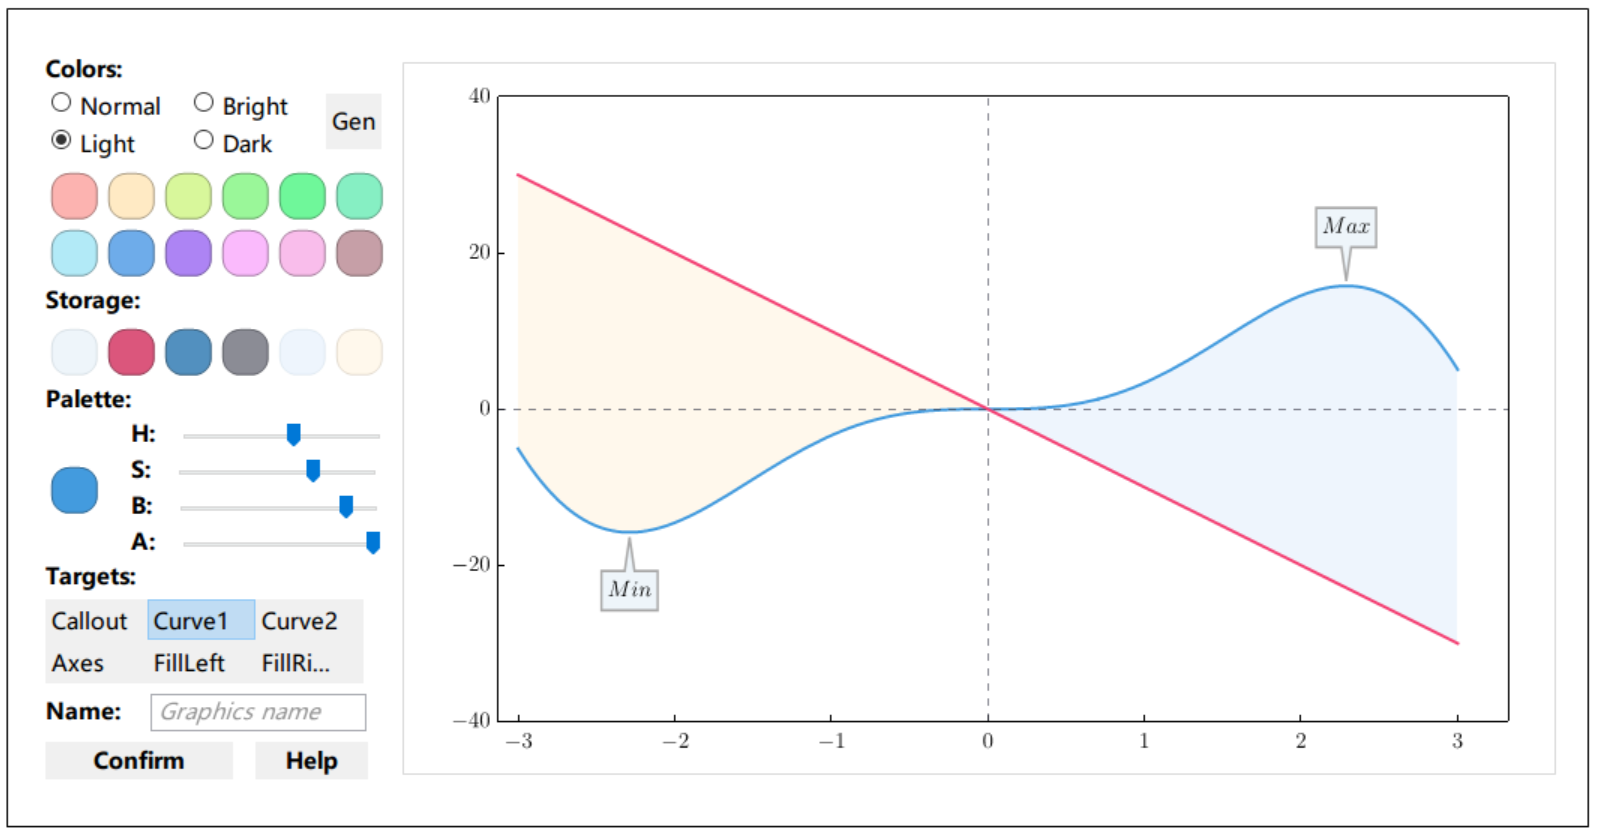 Colors:
Normal
Bright
Gen
Light
Dark
Storage:
Palette:
H:
S:
B:
A:
Targets:
Callout
Curve1
Curve2
Axes
FillLeft
FillRi...
Name:
Graphics name
Confirm
Help
40
20
0
−20
−40
−3
−2
−1
0
1
2
3
Max
Min